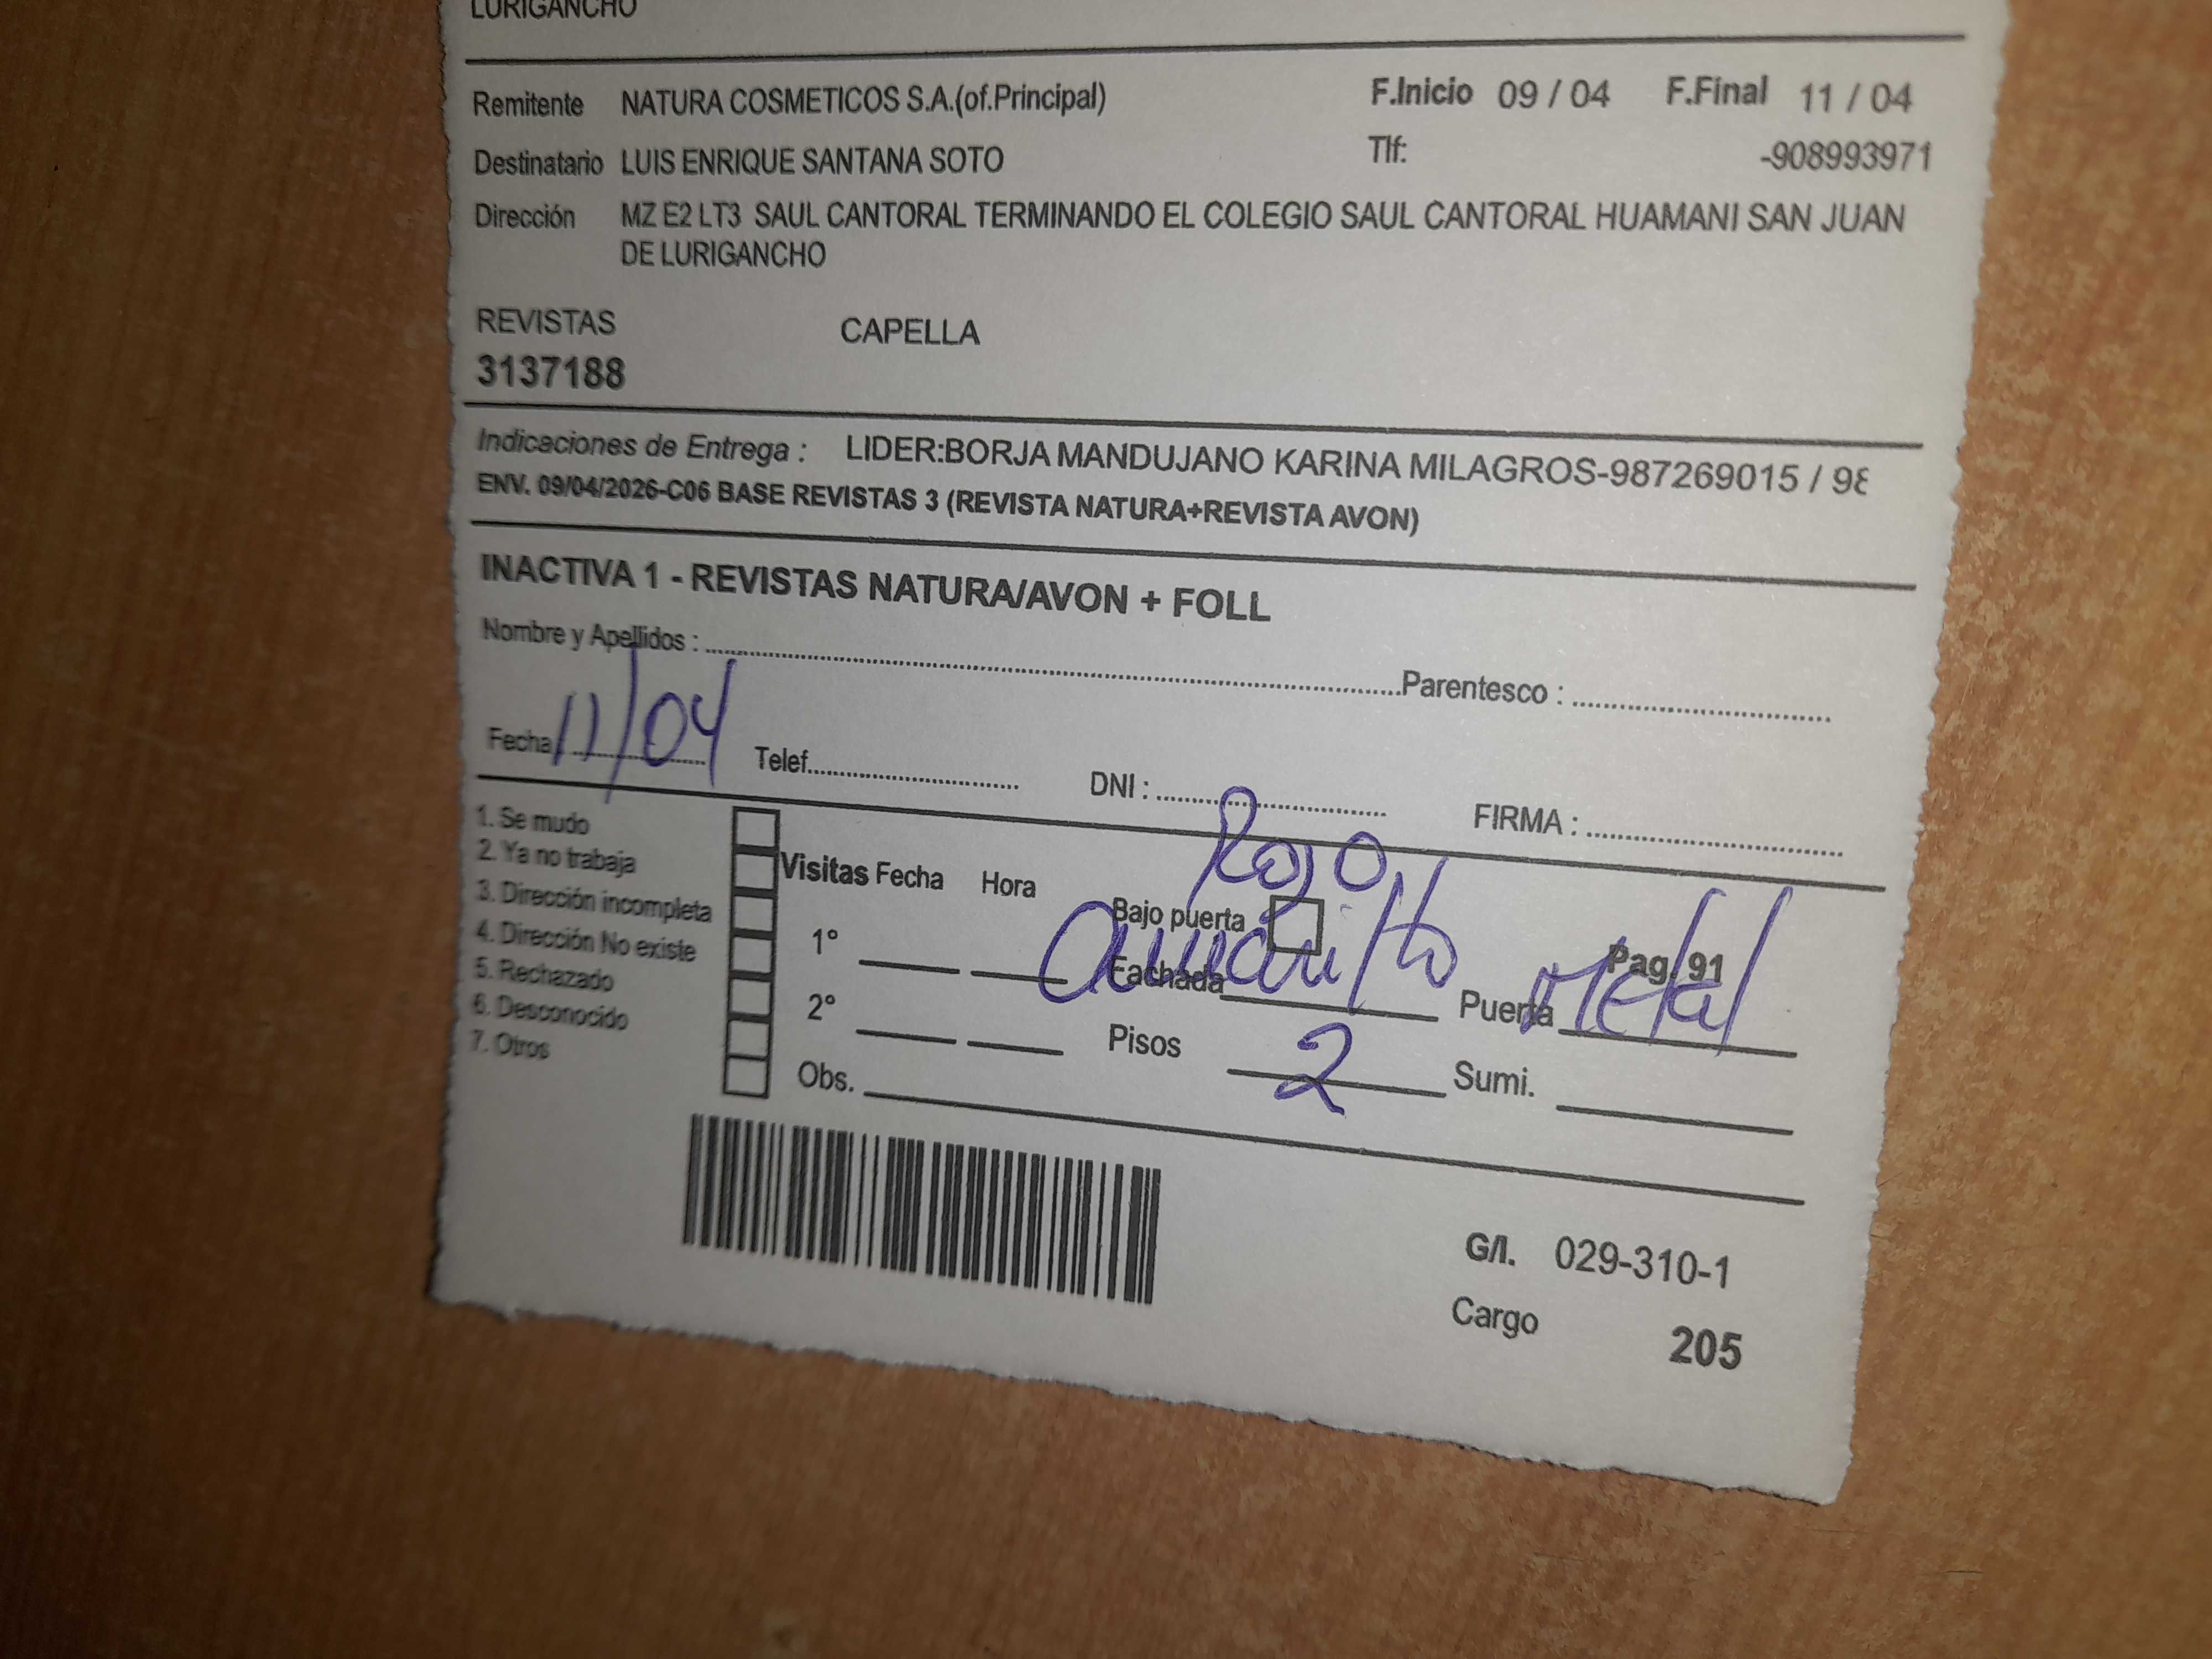 LURIGANCHO
Remitente NATURA COSMETICOS S.A.(of.Principal) F.Inicio 09 / 04 F.Final 11 / 04
Destinatario LUIS ENRIQUE SANTANA SOTO Tlf: -908993971
Dirección MZ E2 LT3 SAUL CANTORAL TERMINANDO EL COLEGIO SAUL CANTORAL HUAMANI SAN JUAN
DE LURIGANCHO
REVISTAS CAPELLA
3137188
Indicaciones de Entrega : LIDER:BORJA MANDUJANO KARINA MILAGROS-987269015 / 98
ENV. 09/04/2026-C06 BASE REVISTAS 3 (REVISTA NATURA+REVISTA AVON)
INACTIVA 1 - REVISTAS NATURA/AVON + FOLL
Nombre y Apellidos : Parentesco :
Fecha 11/04 Telef. DNI : FIRMA :
1. Se mudo
2. Ya no trabaja
3. Dirección incompleta
4. Dirección No existe
5. Rechazado
6. Desconocido
7. Otros
Visitas Fecha Hora
1°
2°
Obs.
Rojo
Bajo puerta Pag. 91
Fachada amarillo Puerta Metal
Pisos 2 Sumi.
G/I. 029-310-1
Cargo 205